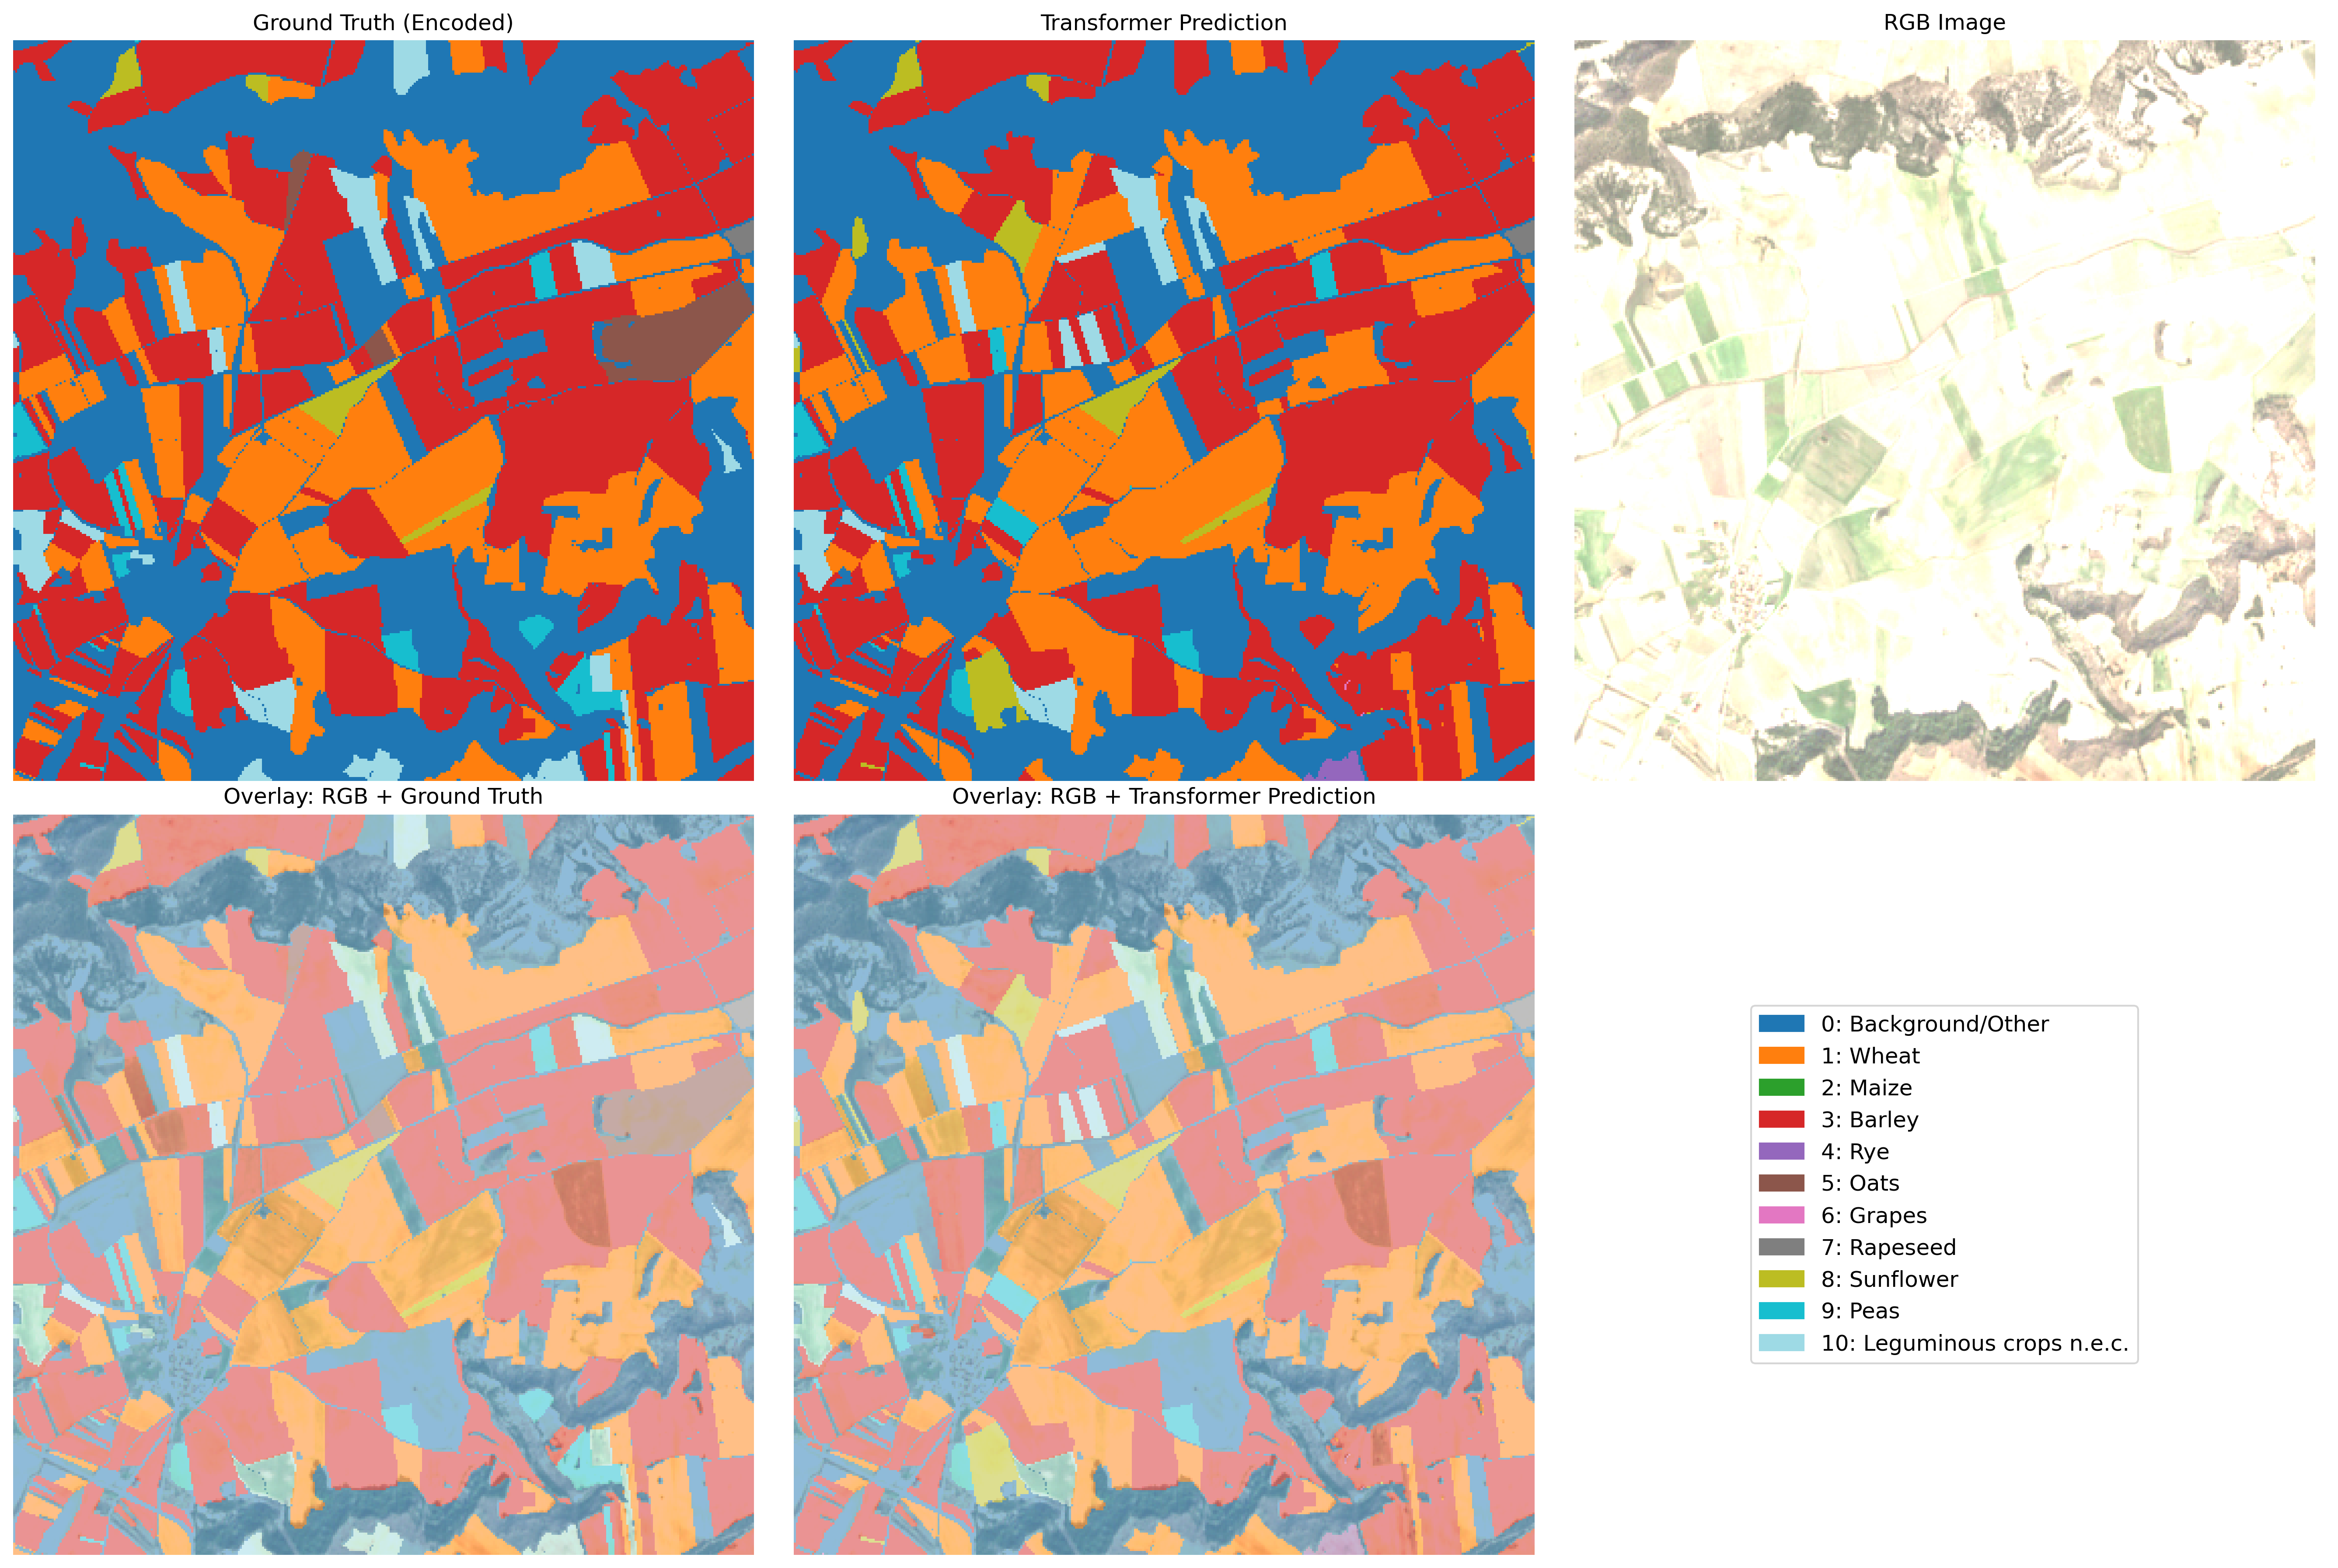 Ground Truth (Encoded)
Transformer Prediction
RGB Image
Overlay: RGB + Ground Truth
Overlay: RGB + Transformer Prediction
0: Background/Other
1: Wheat
2: Maize
3: Barley
4: Rye
5: Oats
6: Grapes
7: Rapeseed
8: Sunflower
9: Peas
10: Leguminous crops n.e.c.